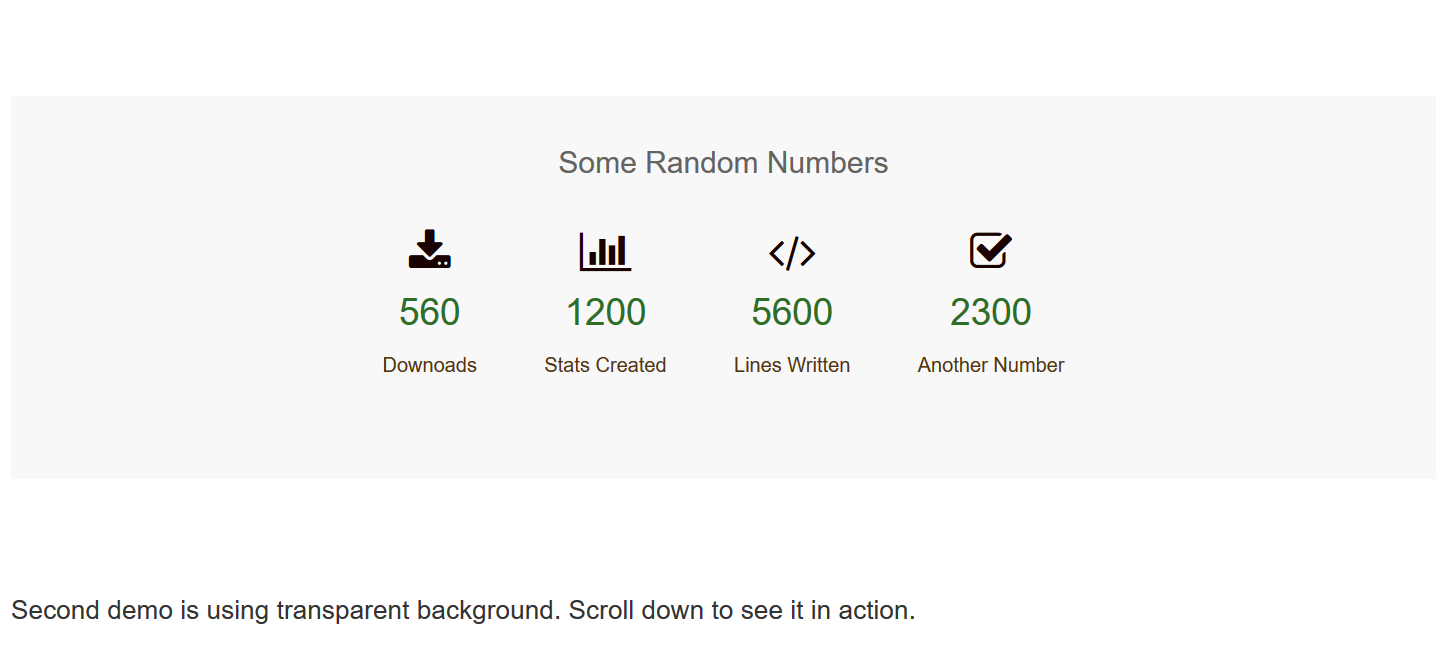 Some Random Numbers
560 1200 5600 2300
Downoads Stats Created Lines Written Another Number
Second demo is using transparent background. Scroll down to see it in action.